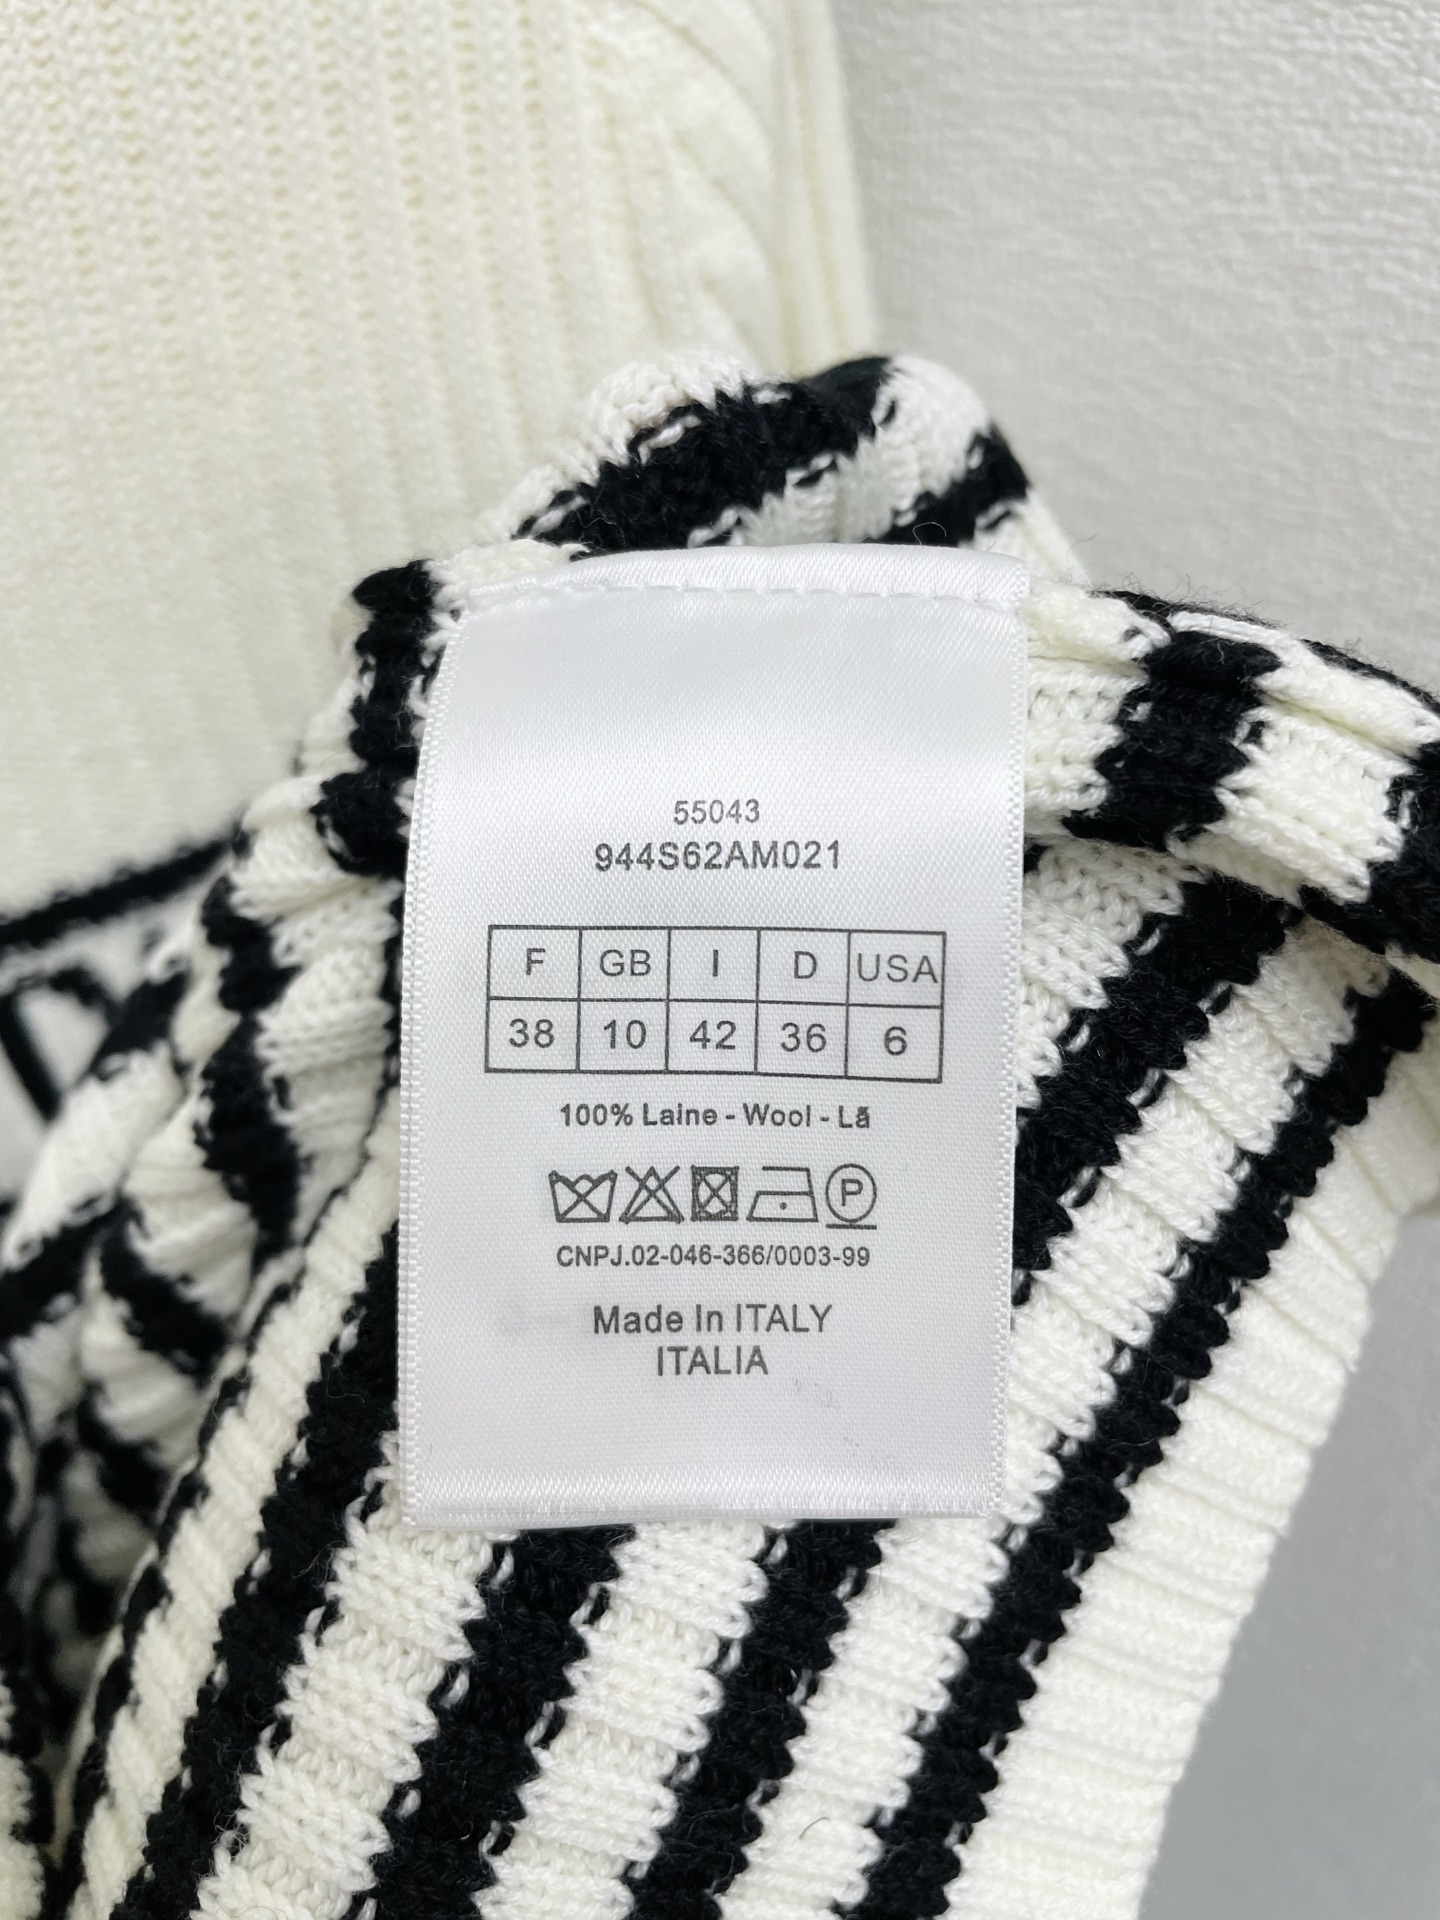 55043
944S62AM021
F GB I D USA
38 10 42 36 6
100% Laine - Wool - Lã
P
CNPJ.02-046-366/0003-99
Made In ITALY
ITALIA